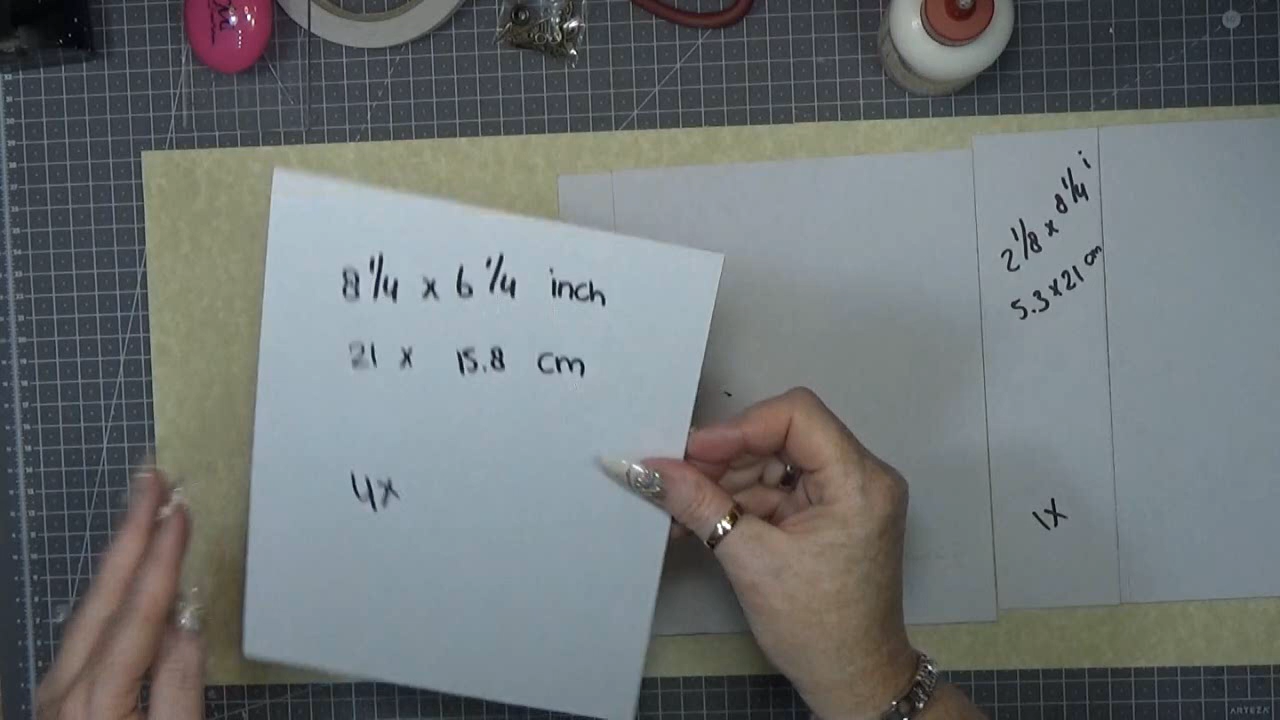 8 1/4 x 6 1/4 inch
21 x 15.8 cm
4x
2 1/8 x 8 1/4 i
5.3 x 21 cm
1X
ARTEZA